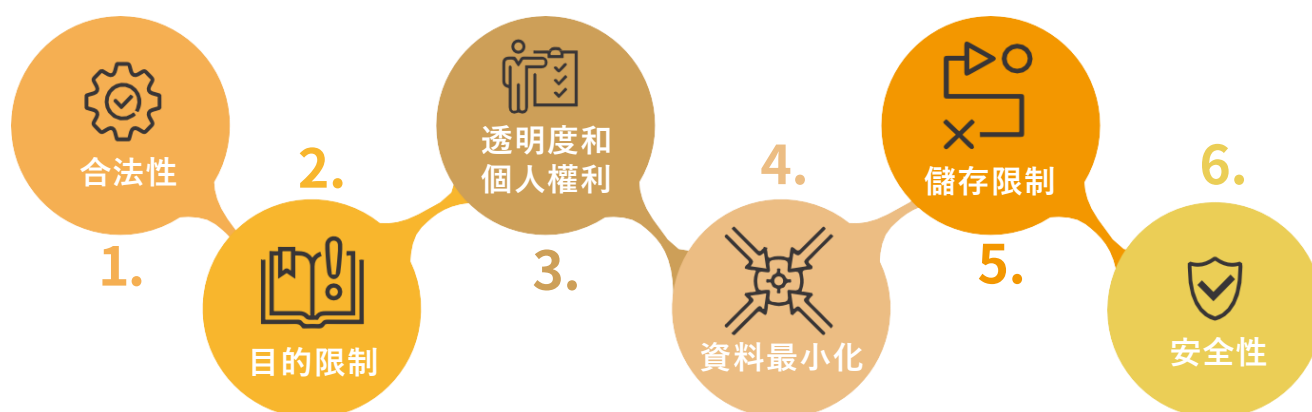 1.
合法性
2.
目的限制
3.
透明度和
個人權利
4.
資料最小化
5.
儲存限制
6.
安全性